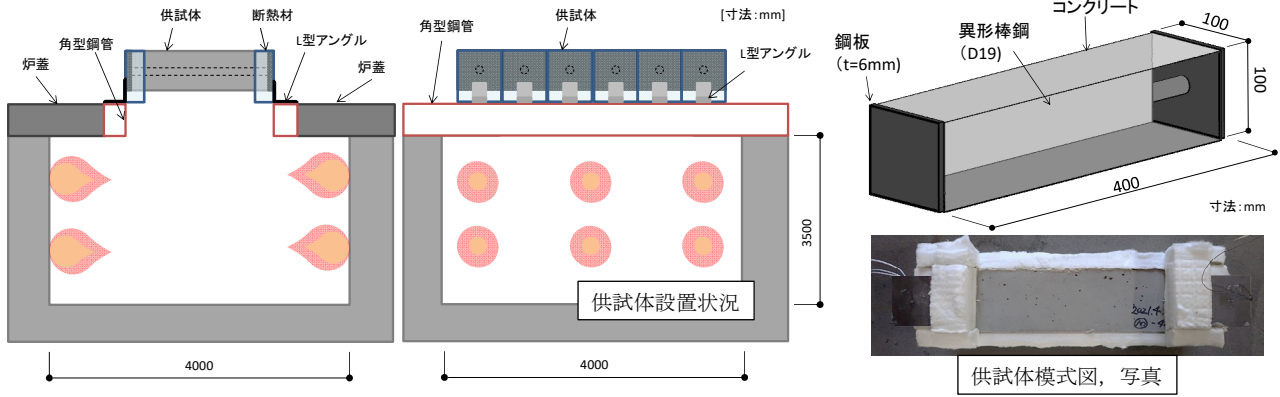 供試体
断熱材
角型鋼管
L型アングル
炉蓋
炉蓋
4000
[寸法:mm]
角型鋼管
供試体
L型アングル
3500
供試体設置状況
4000
コンクリート
100
異形棒鋼
(D19)
鋼板
(t=6mm)
100
400
寸法:mm
2021.4
供試体模式図，写真